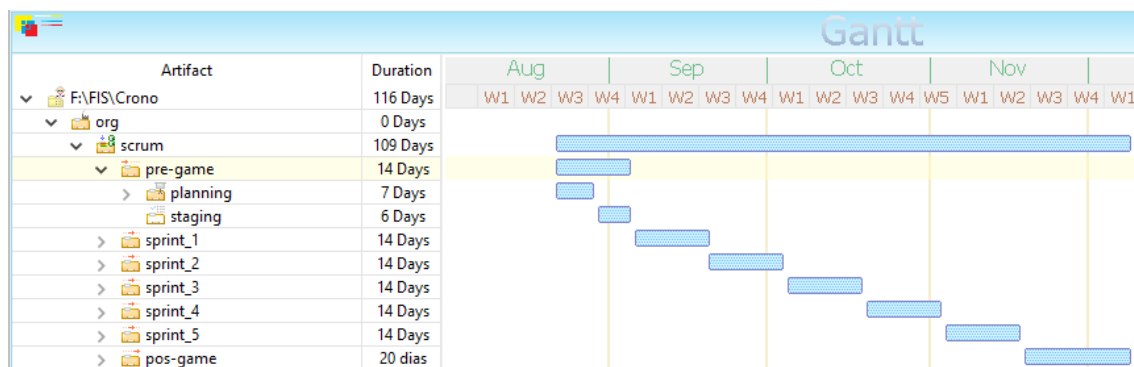 Gantt
Artifact Duration Aug Sep Oct Nov
F:\FIS\Crono 116 Days W1 W2 W3 W4 W1 W2 W3 W4 W1 W2 W3 W4 W5 W1 W2 W3 W4 W1
org 0 Days
scrum 109 Days
pre-game 14 Days
planning 7 Days
staging 6 Days
sprint_1 14 Days
sprint_2 14 Days
sprint_3 14 Days
sprint_4 14 Days
sprint_5 14 Days
pos-game 20 dias